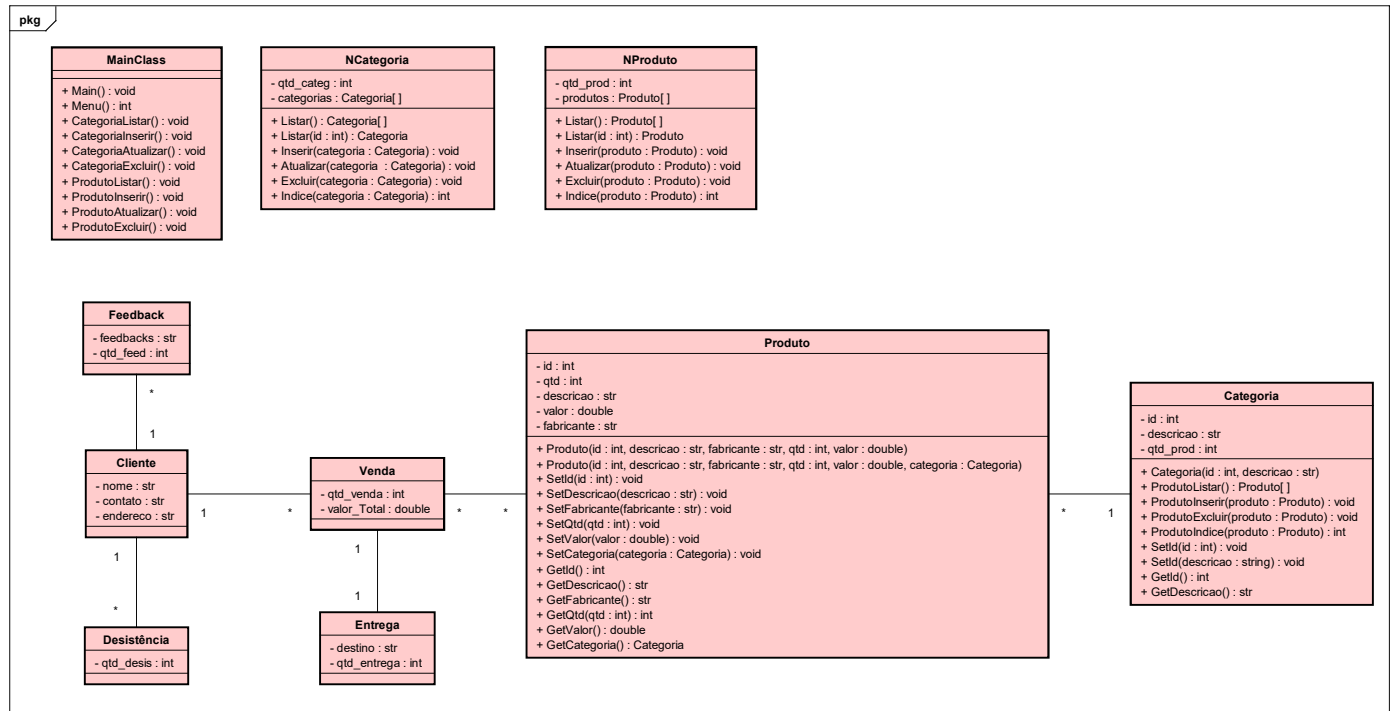 pkg
MainClass
+ Main() : void
+ Menu() : int
+ CategoriaListar() : void
+ CategoriaInserir() : void
+ CategoriaAtualizar() : void
+ CategoriaExcluir() : void
+ ProdutoListar() : void
+ ProdutoInserir() : void
+ ProdutoAtualizar() : void
+ ProdutoExcluir() : void
NCategoria
- qtd_categ : int
- categorias : Categoria[ ]
+ Listar() : Categoria[ ]
+ Listar(id : int) : Categoria
+ Inserir(categoria : Categoria) : void
+ Atualizar(categoria : Categoria) : void
+ Excluir(categoria : Categoria) : void
+ Indice(categoria : Categoria) : int
NProduto
- qtd_prod : int
- produtos : Produto[ ]
+ Listar() : Produto[ ]
+ Listar(id : int) : Produto
+ Inserir(produto : Produto) : void
+ Atualizar(produto : Produto) : void
+ Excluir(produto : Produto) : void
+ Indice(produto : Produto) : int
Feedback
- feedbacks : str
- qtd_feed : int
*
1
Cliente
- nome : str
- contato : str
- endereco : str
1
*
1
*
Desistência
- qtd_desis : int
Venda
- qtd_venda : int
- valor_Total : double
*
*
1
1
Entrega
- destino : str
- qtd_entrega : int
Produto
- id : int
- qtd : int
- descricao : str
- valor : double
- fabricante : str
+ Produto(id : int, descricao : str, fabricante : str, qtd : int, valor : double)
+ Produto(id : int, descricao : str, fabricante : str, qtd : int, valor : double, categoria : Categoria)
+ SetId(id : int) : void
+ SetDescricao(descricao : str) : void
+ SetFabricante(fabricante : str) : void
+ SetQtd(qtd : int) : void
+ SetValor(valor : double) : void
+ SetCategoria(categoria : Categoria) : void
+ GetId() : int
+ GetDescricao() : str
+ GetFabricante() : str
+ GetQtd(qtd : int) : int
+ GetValor() : double
+ GetCategoria() : Categoria
*
1
Categoria
- id : int
- descricao : str
- qtd_prod : int
+ Categoria(id : int, descricao : str)
+ ProdutoListar() : Produto[ ]
+ ProdutoInserir(produto : Produto) : void
+ ProdutoExcluir(produto : Produto) : void
+ ProdutoIndice(produto : Produto) : int
+ SetId(id : int) : void
+ SetId(descricao : string) : void
+ GetId() : int
+ GetDescricao() : str